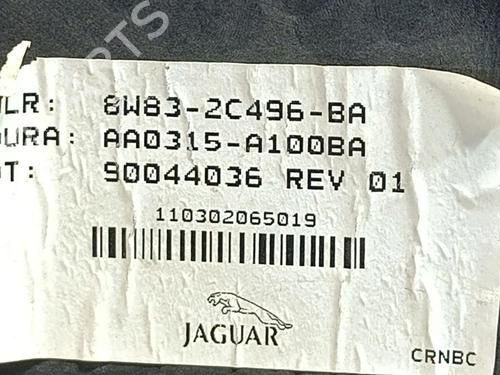 JLR: 8W83-2C496-BA
DURA: AA0315-A100BA
90044036 REV 01
110302065019
JAGUAR
CRNBC